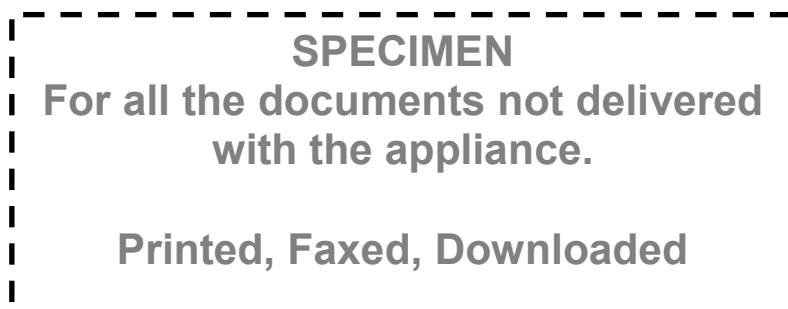 SPECIMEN
For all the documents not delivered
with the appliance.
Printed, Faxed, Downloaded